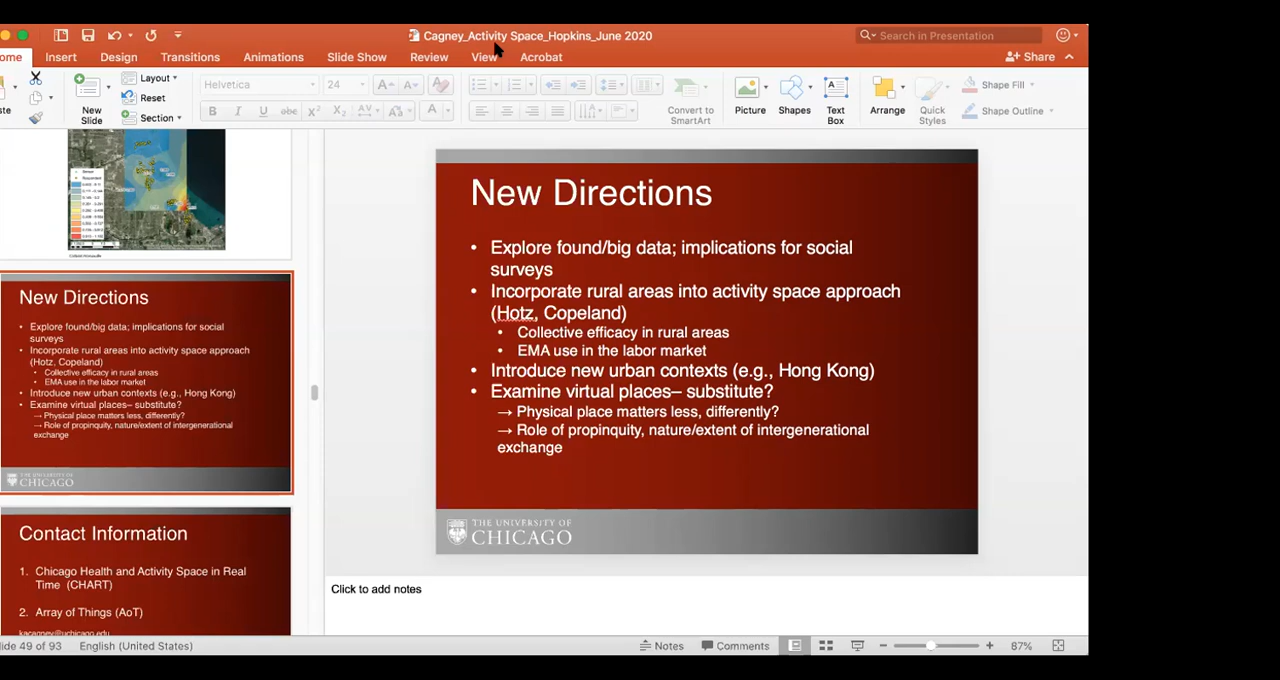 Cagney_Activity Space_Hopkins_June 2020
Search in Presentation
ome
Insert
Design
Transitions
Animations
Slide Show
Review
View
Acrobat
Share
ste
New
Slide
Layout
Reset
Section
Helvetica
24
Convert to
SmartArt
Picture
Shapes
Text
Box
Arrange
Quick
Styles
Shape Fill
Shape Outline
New Directions
• Explore found/big data; implications for social
surveys
• Incorporate rural areas into activity space approach
(Hotz, Copeland)
• Collective efficacy in rural areas
• EMA use in the labor market
• Introduce new urban contexts (e.g., Hong Kong)
• Examine virtual places– substitute?
→ Physical place matters less, differently?
→ Role of propinquity, nature/extent of intergenerational
exchange
THE UNIVERSITY OF
CHICAGO
Contact Information
1. Chicago Health and Activity Space in Real
Time (CHART)
2. Array of Things (AoT)
kacagney@uchicago.edu
New Directions
• Explore found/big data; implications for social
surveys
• Incorporate rural areas into activity space approach
(Hotz, Copeland)
• Collective efficacy in rural areas
• EMA use in the labor market
• Introduce new urban contexts (e.g., Hong Kong)
• Examine virtual places– substitute?
→ Physical place matters less, differently?
→ Role of propinquity, nature/extent of intergenerational
exchange
THE UNIVERSITY OF
CHICAGO
Click to add notes
lide 49 of 93
English (United States)
Notes
Comments
87%